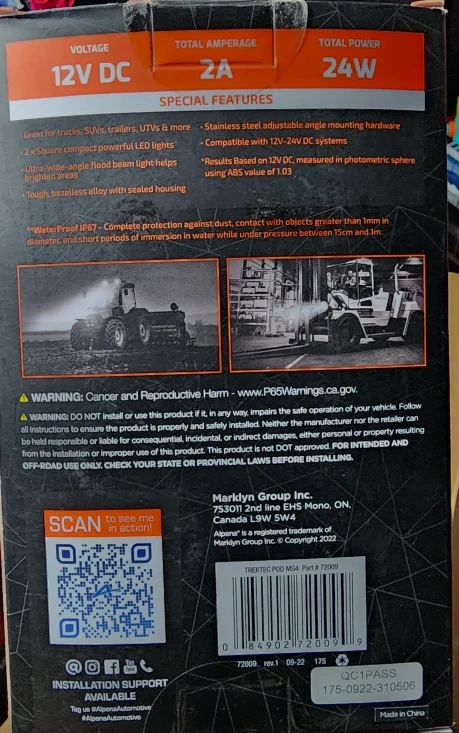 VOLTAGE
12V DC
TOTAL AMPERAGE
2A
TOTAL POWER
24W
SPECIAL FEATURES
• Great for trucks, SUVs, trailers, UTVs & more
• 2 x Square compact powerful LED lights
• Ultra-wide-angle flood beam light helps
brighten areas
• Tough, bezelless alloy with sealed housing
• Stainless steel adjustable angle mounting hardware
• Compatible with 12V-24V DC systems
*Results Based on 12V DC, measured in photometric sphere
using ABS value of 1.03
**WaterProof IP67 – Complete protection against dust, contact with objects greater than 1mm in
diameter, and short periods of immersion in water while under pressure between 15cm and 1m.
WARNING: Cancer and Reproductive Harm - www.P65Warnings.ca.gov.
WARNING: DO NOT install or use this product if it, in any way, impairs the safe operation of your vehicle. Follow
all instructions to ensure the product is properly and safely installed. Neither the manufacturer nor the retailer can
be held responsible or liable for consequential, incidental, or indirect damages, either personal or property resulting
from the installation or improper use of this product. This product is not DOT approved. FOR INTENDED AND
OFF-ROAD USE ONLY. CHECK YOUR STATE OR PROVINCIAL LAWS BEFORE INSTALLING.
SCAN to see me
in action!
Marklyn Group Inc.
753011 2nd line EHS Mono, ON,
Canada L9W 5W4
Alpena® is a registered trademark of
Marklyn Group Inc. © Copyright 2022
TREKTEC POD MS4 Part # 72009
0 84902 72009 9
72009 rev.1 09-22 175
You
Tube
INSTALLATION SUPPORT
AVAILABLE
Tag us @AlpenaAutomotive
#AlpenaAutomotive
QC1PASS
175-0922-310506
Made in China